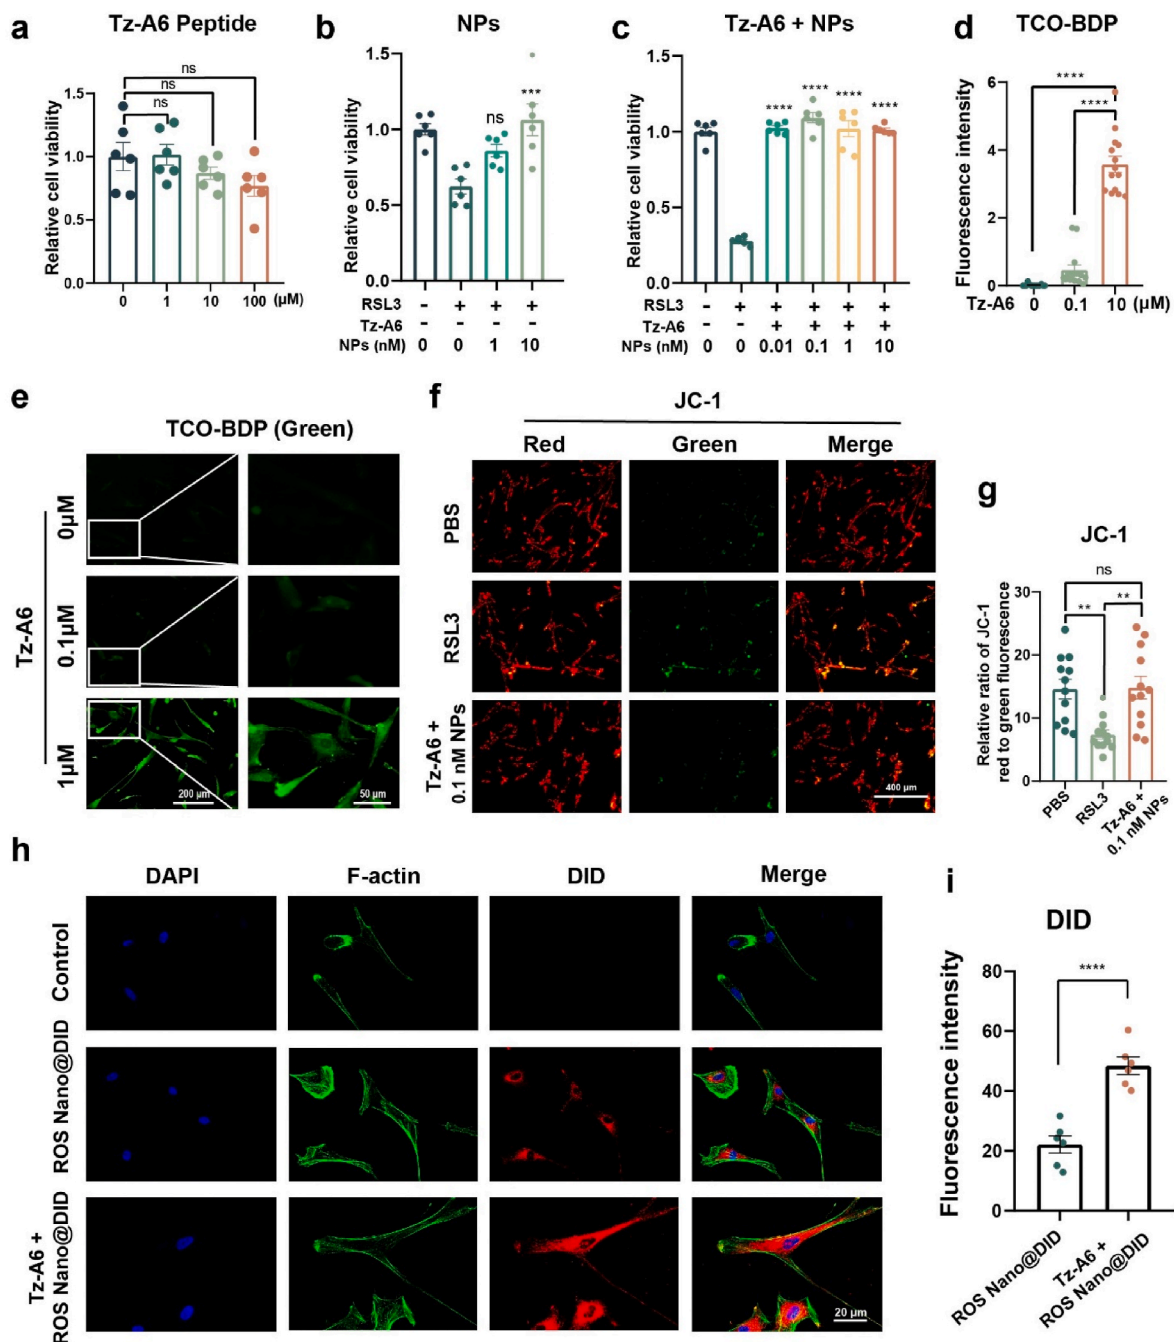 a
Tz-A6 Peptide
Relative cell viability
1.5
1.0
0.5
0.0
ns
ns
ns
0 1 10 100 (μM)
b
NPs
Relative cell viability
1.5
1.0
0.5
0.0
ns
***
RSL3 - + + +
Tz-A6 - - - -
NPs (nM) 0 0 1 10
c
Tz-A6 + NPs
Relative cell viability
1.5
1.0
0.5
0.0
**** **** **** ****
RSL3 - + + + + +
Tz-A6 - - + + + +
NPs (nM) 0 0 0.01 0.1 1 10
d
TCO-BDP
Fluorescence intensity
6
4
2
0
****
****
Tz-A6 0 0.1 10 (μM)
e
TCO-BDP (Green)
Tz-A6
0μM
0.1μM
1μM
200 μm
50 μm
f
JC-1
Red Green Merge
PBS
RSL3
Tz-A6 +
0.1 nM NPs
400 μm
g
JC-1
Relative ratio of JC-1
red to green fluorescence
30
20
10
0
ns
** **
PBS
RSL3
Tz-A6 +
0.1 nM NPs
h
DAPI F-actin DID Merge
Control
ROS Nano@DID
Tz-A6 +
ROS Nano@DID
20 μm
i
DID
Fluorescence intensity
80
60
40
20
0
****
ROS Nano@DID
Tz-A6 +
ROS Nano@DID